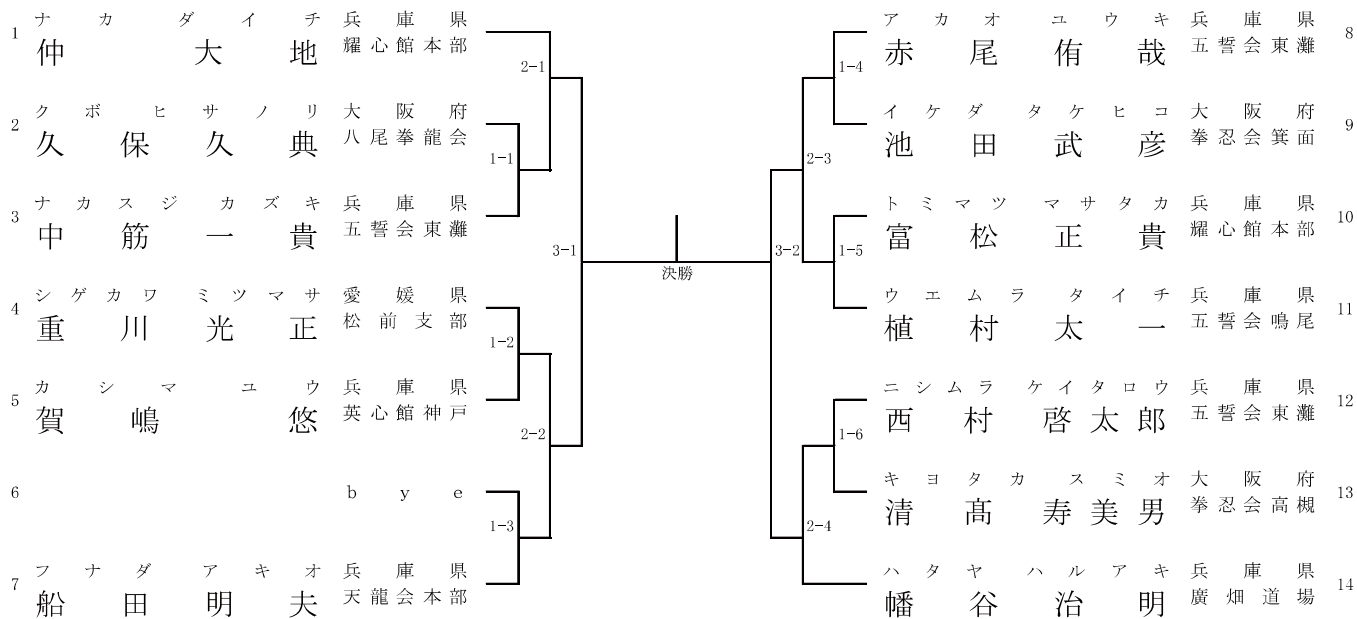 1 ナカ ダイチ 兵庫県
仲 大地 耀心館本部
2 クボ ヒサノリ 大阪府
久保久典 八尾拳龍会
3 ナカスジ カズキ 兵庫県
中筋一貴 五誓会東灘
4 シゲカワ ミツマサ 愛媛県
重川光正 松前支部
5 カシマ ユウ 兵庫県
賀嶋 悠 英心館神戸
6 bye
7 フナダ アキオ 兵庫県
船田明夫 天龍会本部
2-1
1-1
3-1
1-2
2-2
1-3
決勝
1-4
2-3
3-2
1-5
1-6
2-4
アカオ ユウキ 兵庫県 8
赤尾侑哉 五誓会東灘
イケダ タケヒコ 大阪府 9
池田武彦 拳忍会箕面
トミマツ マサタカ 兵庫県 10
富松正貴 耀心館本部
ウエムラ タイチ 兵庫県 11
植村太一 五誓会鳴尾
ニシムラ ケイタロウ 兵庫県 12
西村啓太郎 五誓会東灘
キヨタカ スミオ 大阪府 13
清髙寿美男 拳忍会高槻
ハタヤ ハルアキ 兵庫県 14
幡谷治明 廣畑道場